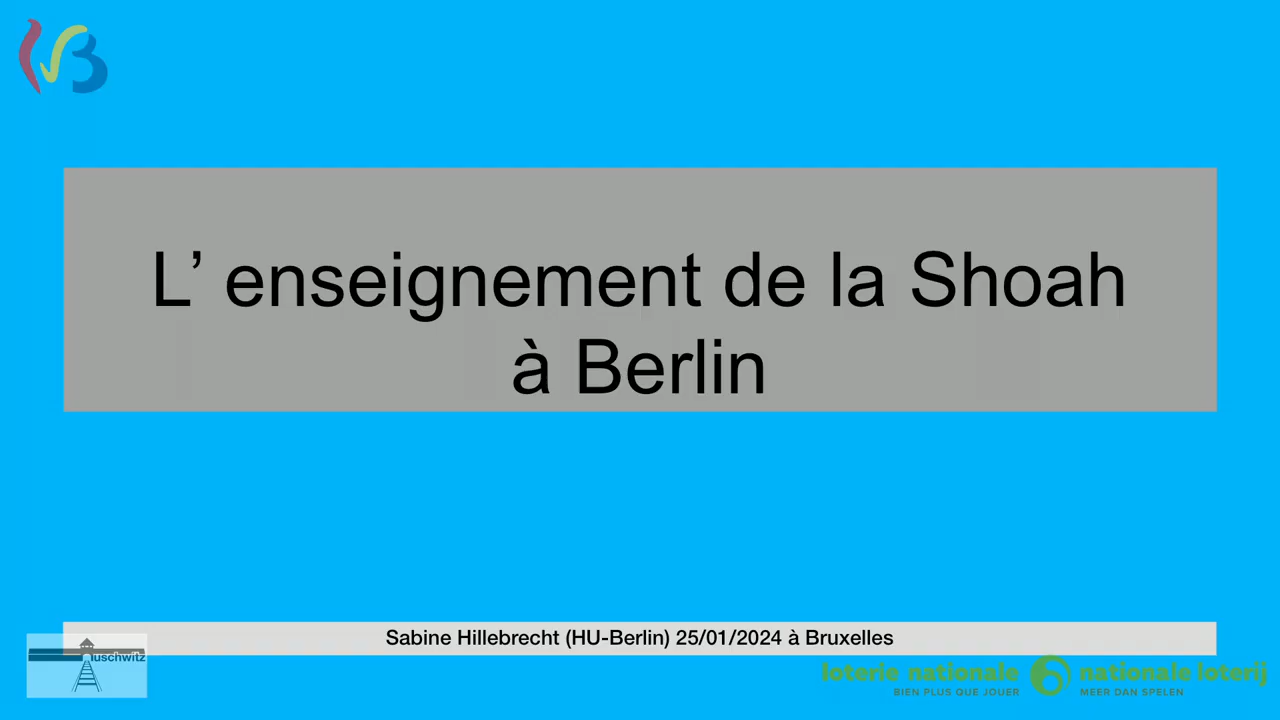 L’ enseignement de la Shoah
à Berlin
Sabine Hillebrecht (HU-Berlin) 25/01/2024 à Bruxelles
uschwitz
loterie nationale
BIEN PLUS QUE JOUER
nationale loterij
MEER DAN SPELEN